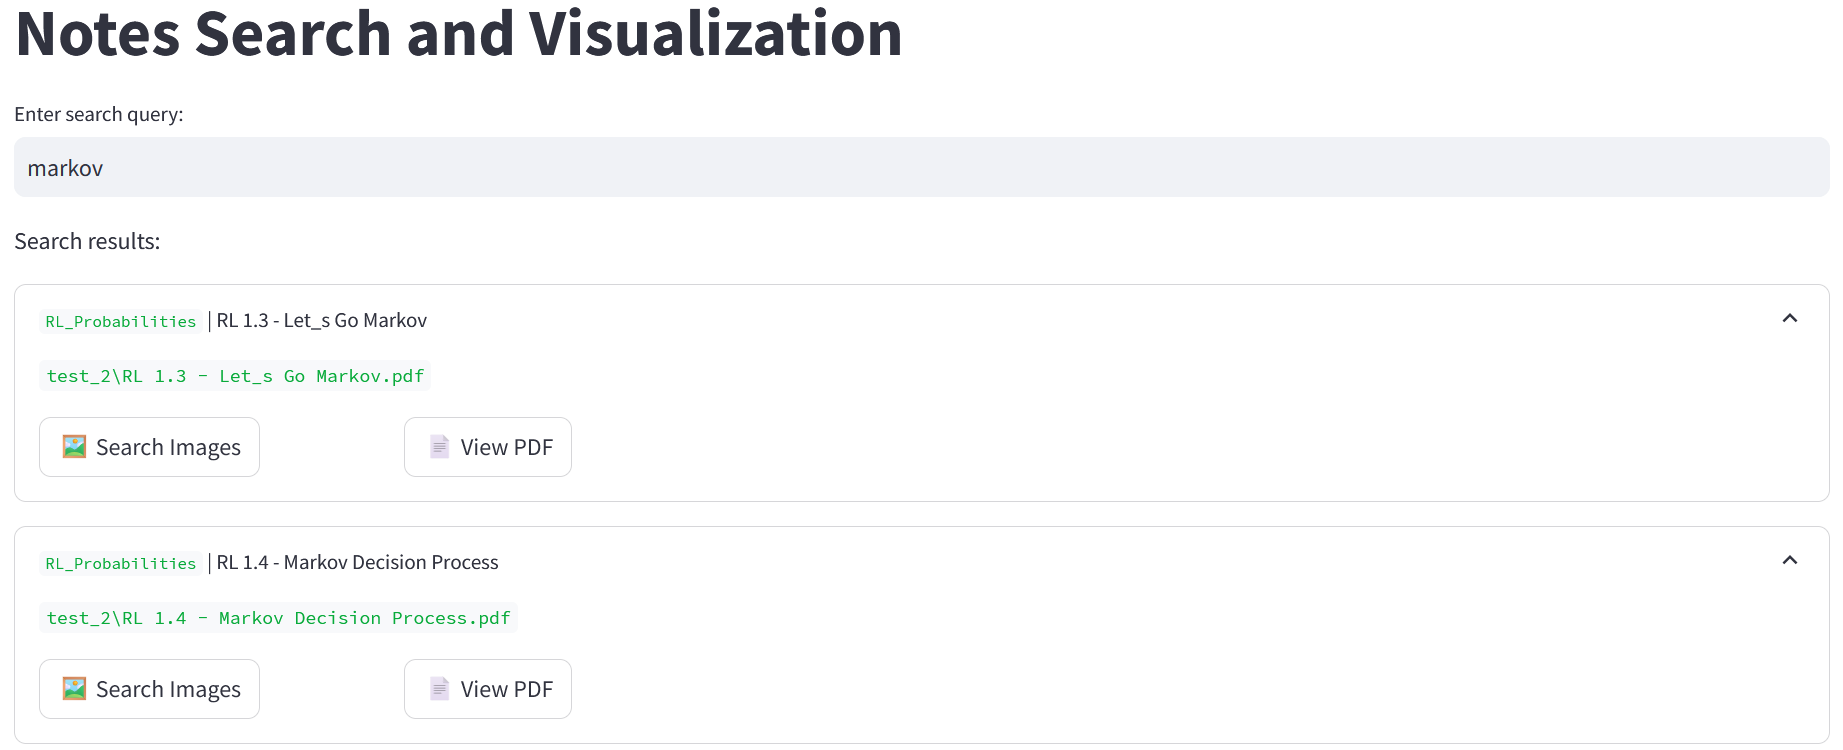 Notes Search and Visualization
Enter search query:
markov
Search results:
RL_Probabilities | RL 1.3 - Let_s Go Markov
test_2\RL 1.3 - Let_s Go Markov.pdf
Search Images View PDF
RL_Probabilities | RL 1.4 - Markov Decision Process
test_2\RL 1.4 - Markov Decision Process.pdf
Search Images View PDF